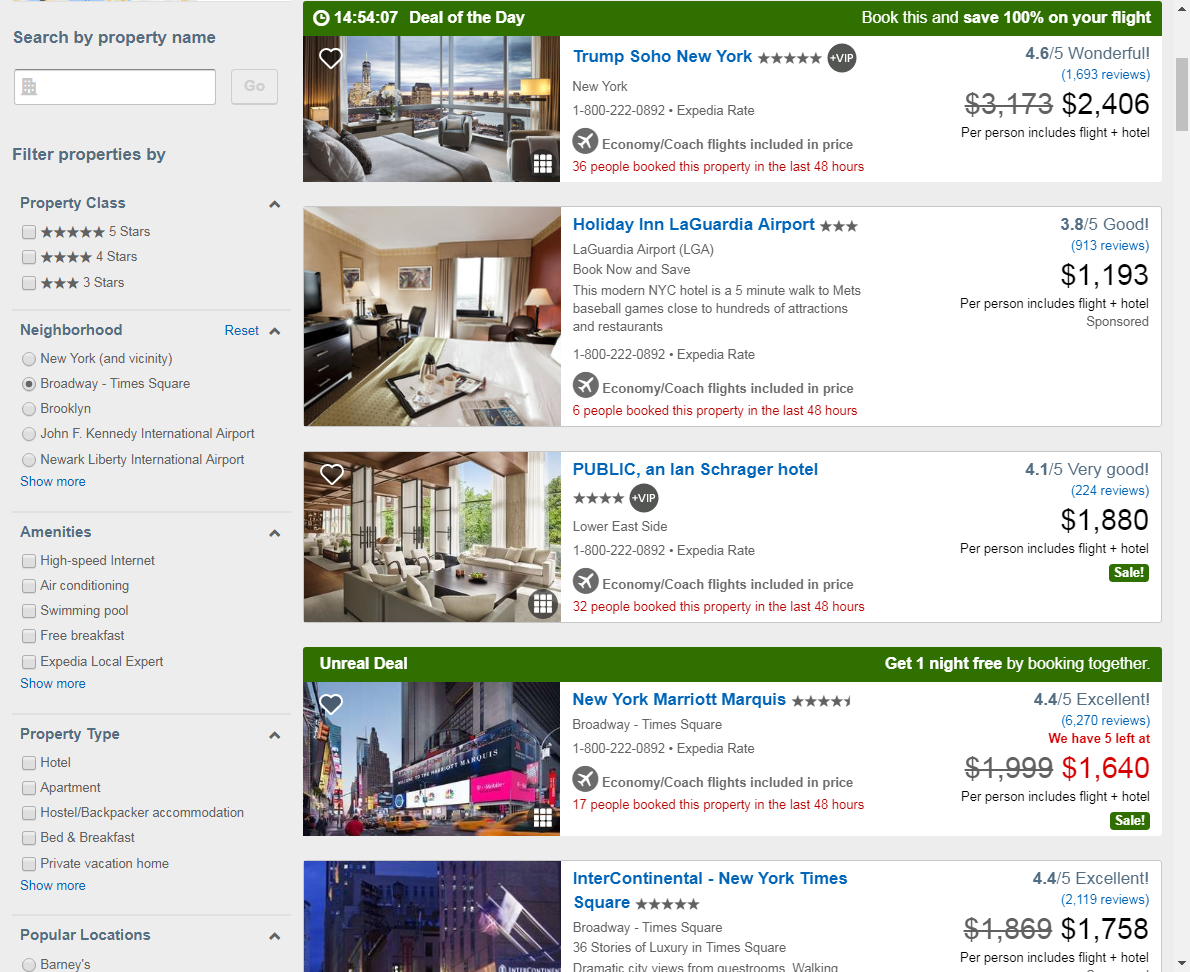 Search by property name
Go
Filter properties by
Property Class
5 Stars
4 Stars
3 Stars
Neighborhood Reset
New York (and vicinity)
Broadway - Times Square
Brooklyn
John F. Kennedy International Airport
Newark Liberty International Airport
Show more
Amenities
High-speed Internet
Air conditioning
Swimming pool
Free breakfast
Expedia Local Expert
Show more
Property Type
Hotel
Apartment
Hostel/Backpacker accommodation
Bed & Breakfast
Private vacation home
Show more
Popular Locations
Barney's
14:54:07 Deal of the Day Book this and save 100% on your flight
Trump Soho New York +VIP
New York
1-800-222-0892 • Expedia Rate
Economy/Coach flights included in price
36 people booked this property in the last 48 hours
4.6/5 Wonderful!
(1,693 reviews)
$3,173 $2,406
Per person includes flight + hotel
Holiday Inn LaGuardia Airport
LaGuardia Airport (LGA)
Book Now and Save
This modern NYC hotel is a 5 minute walk to Mets
baseball games close to hundreds of attractions
and restaurants
1-800-222-0892 • Expedia Rate
Economy/Coach flights included in price
6 people booked this property in the last 48 hours
3.8/5 Good!
(913 reviews)
$1,193
Per person includes flight + hotel
Sponsored
PUBLIC, an Ian Schrager hotel
+VIP
Lower East Side
1-800-222-0892 • Expedia Rate
Economy/Coach flights included in price
32 people booked this property in the last 48 hours
4.1/5 Very good!
(224 reviews)
$1,880
Per person includes flight + hotel
Sale!
Unreal Deal Get 1 night free by booking together.
WELCOME TO THE MARRIOTT MARQUIS
New York Marriott Marquis
Broadway - Times Square
1-800-222-0892 • Expedia Rate
Economy/Coach flights included in price
17 people booked this property in the last 48 hours
4.4/5 Excellent!
(6,270 reviews)
We have 5 left at
$1,999 $1,640
Per person includes flight + hotel
Sale!
InterContinental - New York Times
Square
Broadway - Times Square
36 Stories of Luxury in Times Square
Dramatic city views from guestrooms. Walking
4.4/5 Excellent!
(2,119 reviews)
$1,869 $1,758
Per person includes flight + hotel